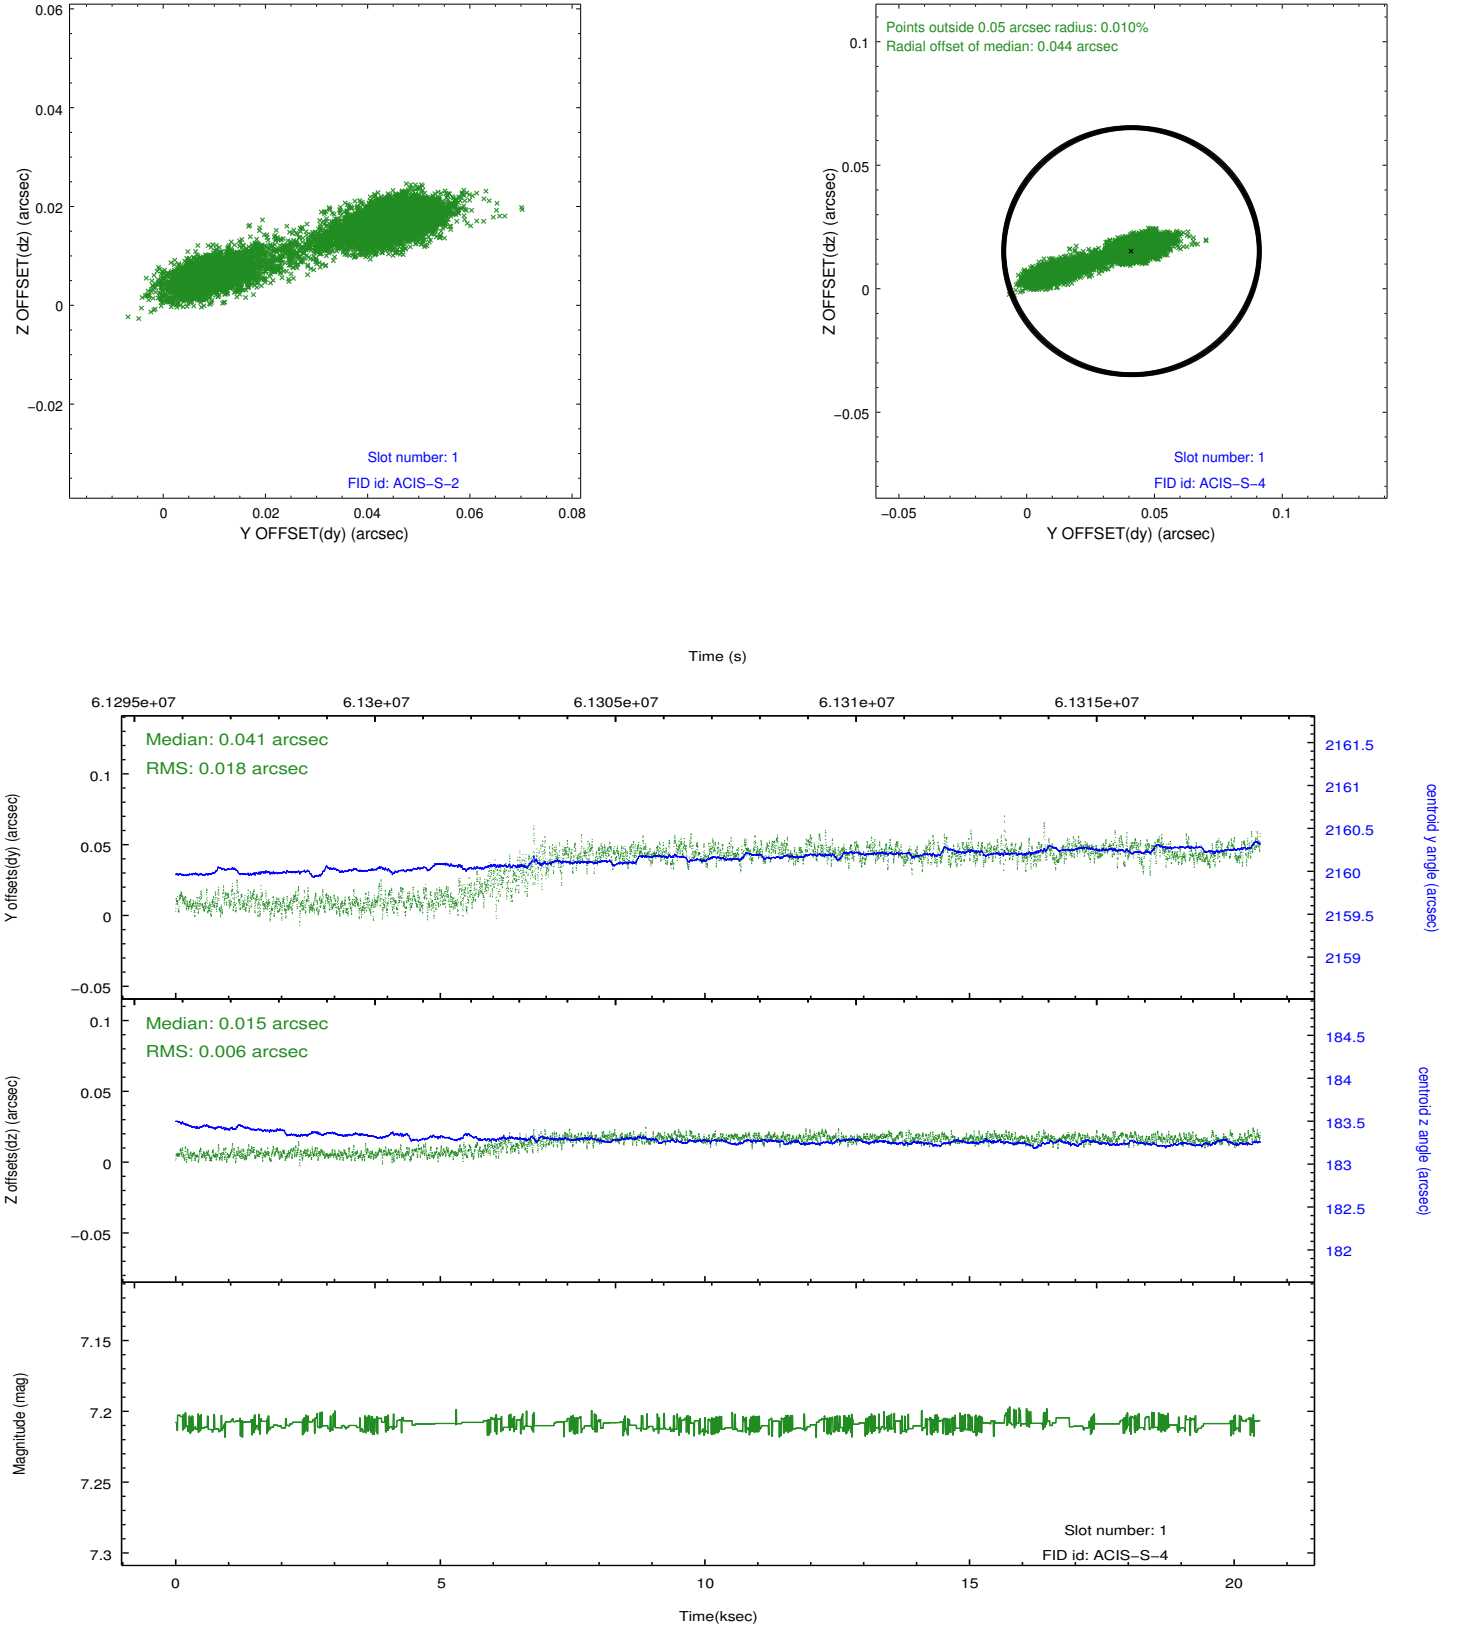 0.06
0.04
0.02
0
−0.02
Z OFFSET(dz) (arcsec)
Slot number: 1
FID id: ACIS−S−2
0 0.02 0.04 0.06 0.08
Y OFFSET(dy) (arcsec)
Points outside 0.05 arcsec radius: 0.010%
Radial offset of median: 0.044 arcsec
0.1
0.05
0
−0.05
Z OFFSET(dz) (arcsec)
Slot number: 1
FID id: ACIS−S−4
−0.05 0 0.05 0.1
Y OFFSET(dy) (arcsec)
Time (s)
6.1295e+07 6.13e+07 6.1305e+07 6.131e+07 6.1315e+07
Median: 0.041 arcsec
RMS: 0.018 arcsec
0.1
0.05
0
−0.05
Y offsets(dy) (arcsec)
2161.5
2161
2160.5
2160
2159.5
2159
centroid y angle (arcsec)
Median: 0.015 arcsec
RMS: 0.006 arcsec
0.1
0.05
0
−0.05
Z offsets(dz) (arcsec)
184.5
184
183.5
183
182.5
182
centroid z angle (arcsec)
7.15
7.2
7.25
7.3
Magnitude (mag)
Slot number: 1
FID id: ACIS−S−4
0 5 10 15 20
Time(ksec)